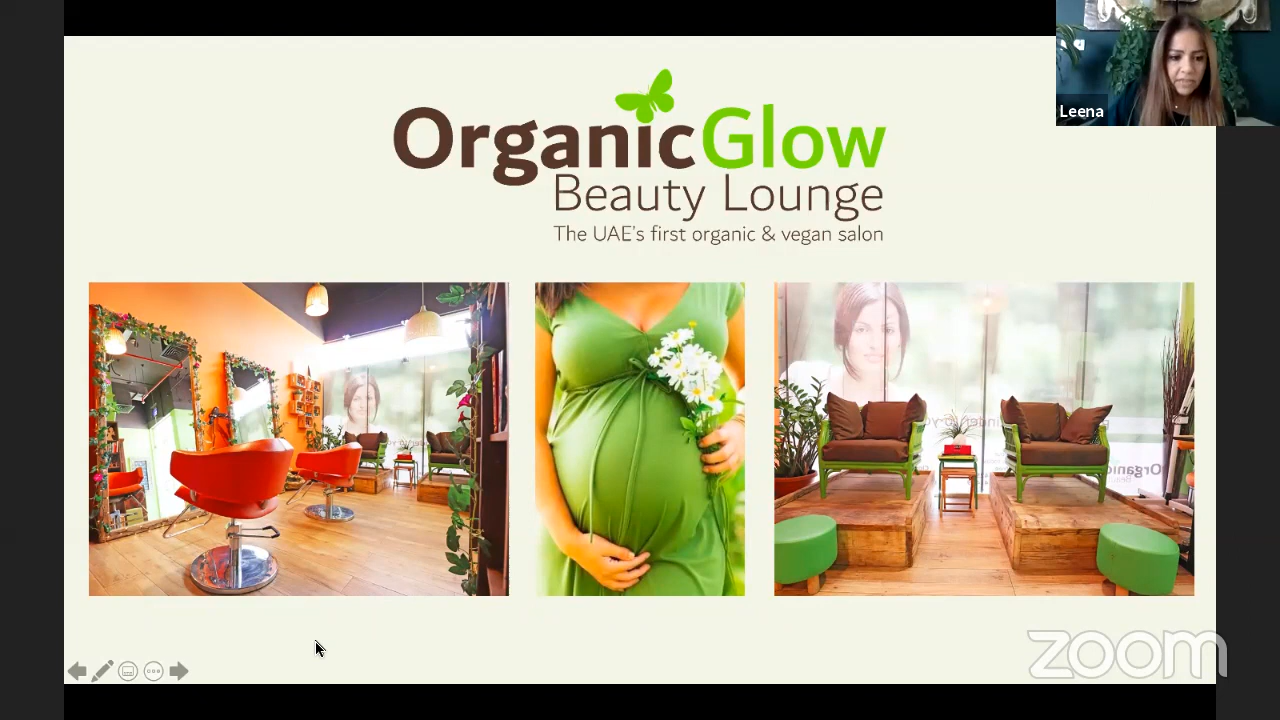 Leena
OrganicGlow
Beauty Lounge
The UAE's first organic & vegan salon
zoom